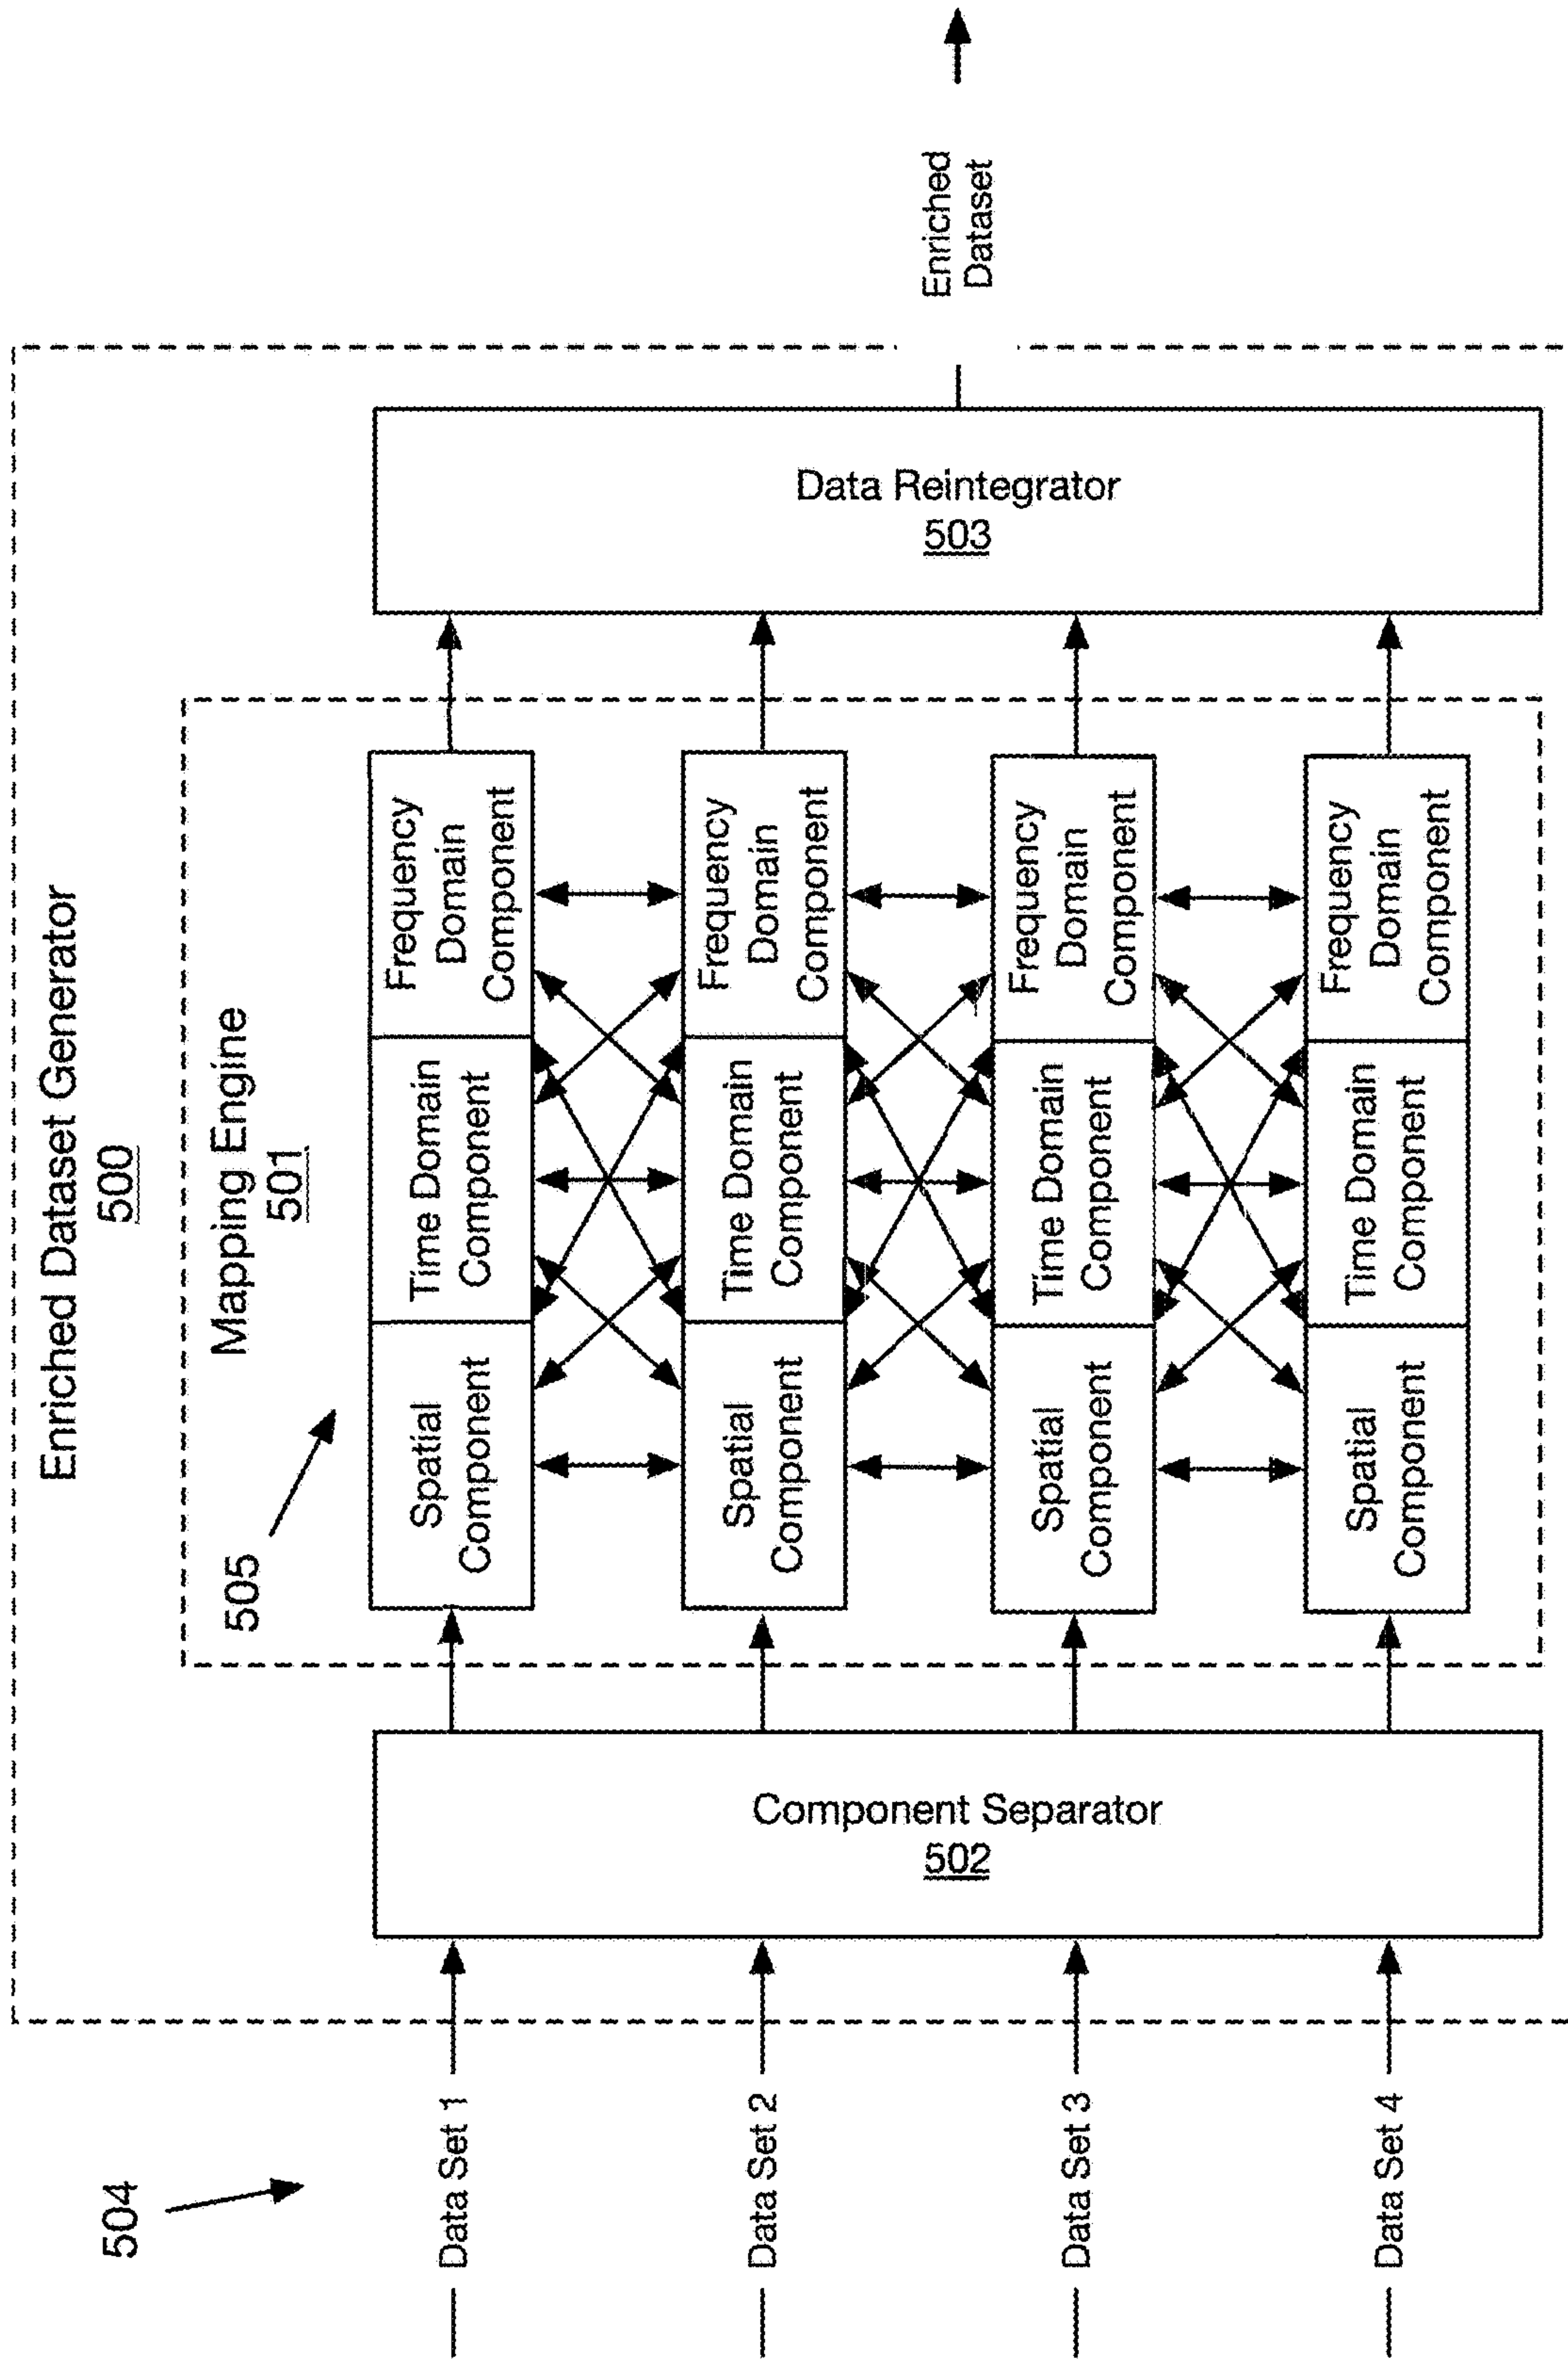 Enriched Dataset Generator
500
Mapping Engine
501
504
505
Data Set 1
Data Set 2
Data Set 3
Data Set 4
Component Separator
502
Spatial
Component
Time Domain
Component
Frequency
Domain
Component
Spatial
Component
Time Domain
Component
Frequency
Domain
Component
Spatial
Component
Time Domain
Component
Frequency
Domain
Component
Spatial
Component
Time Domain
Component
Frequency
Domain
Component
Data Reintegrator
503
Enriched
Dataset